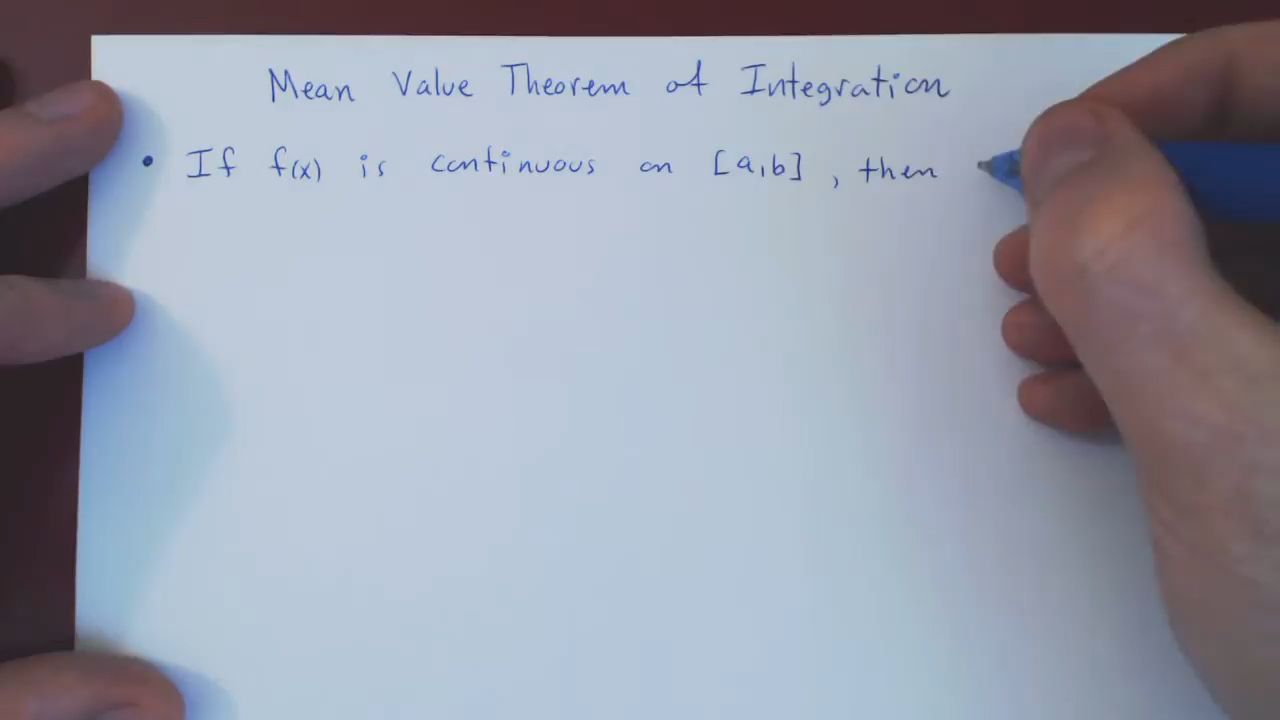 Mean Value Theorem of Integration
• If f(x) is continuous on [a,b], then